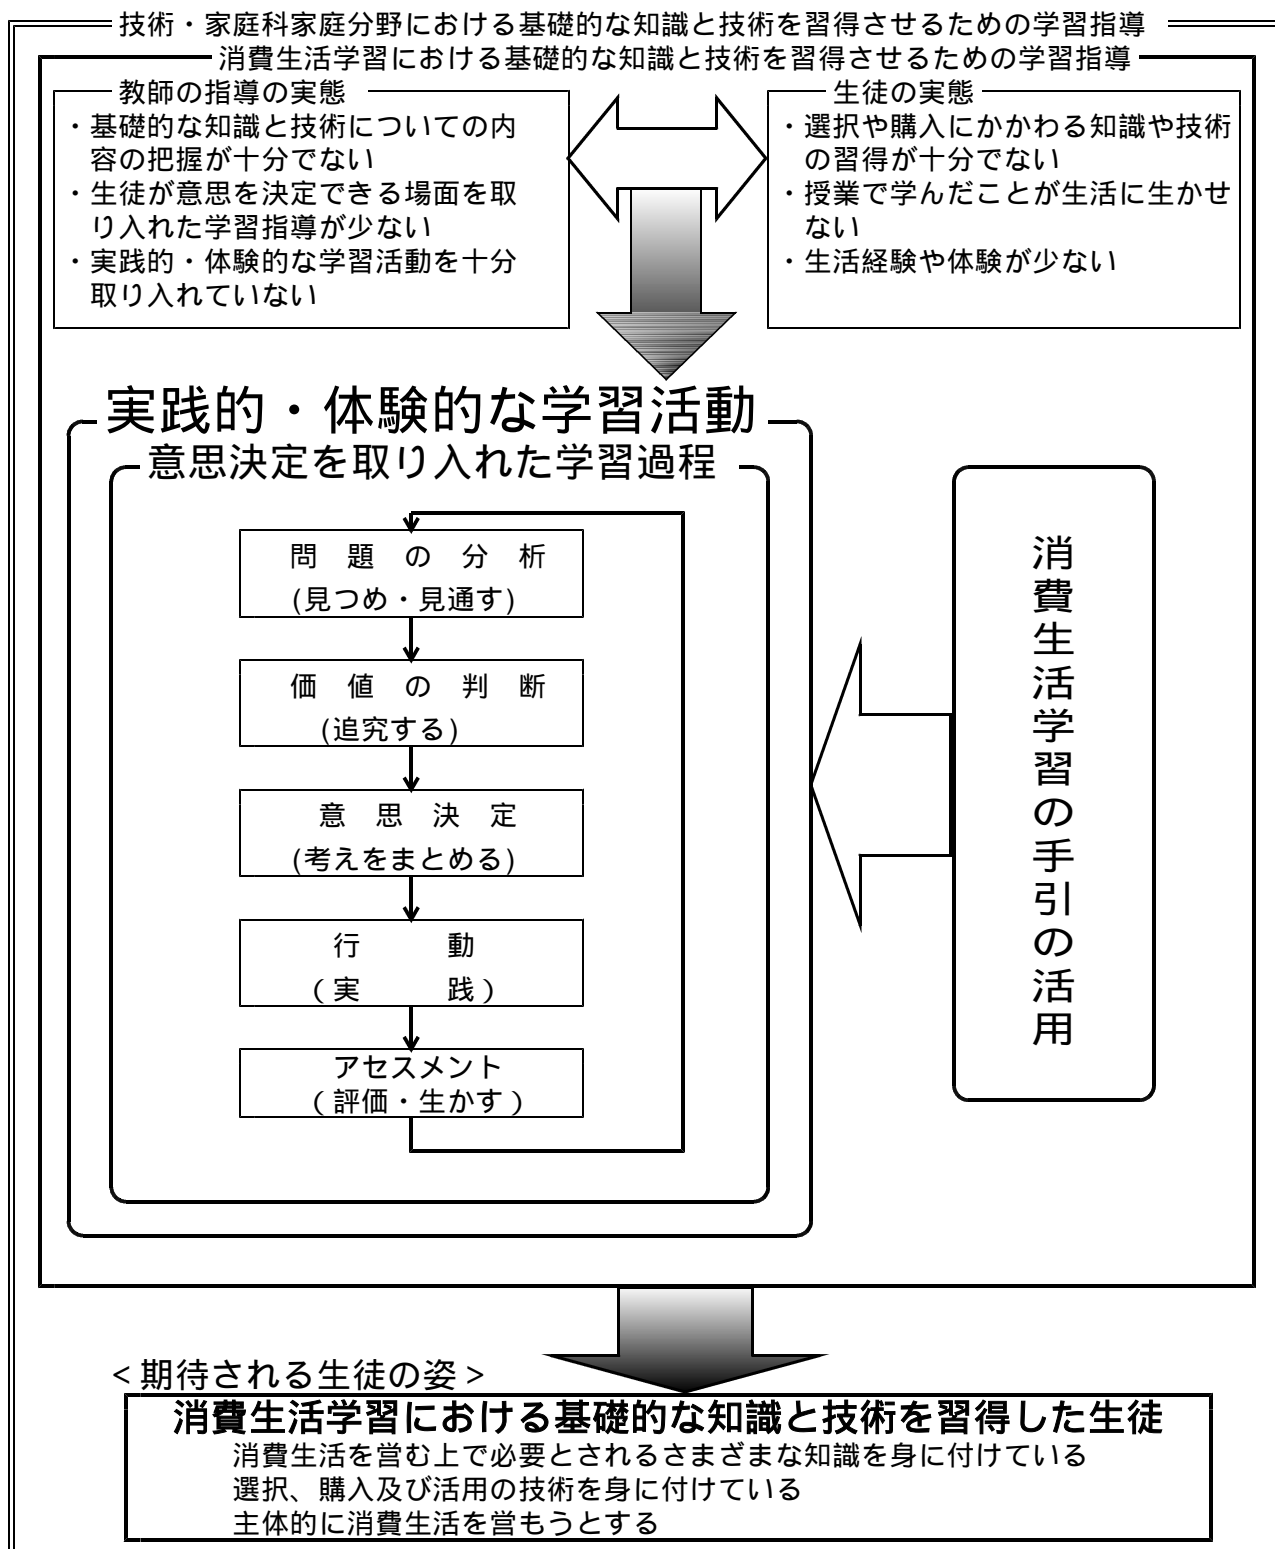 技術・家庭科家庭分野における基礎的な知識と技術を習得させるための学習指導
消費生活学習における基礎的な知識と技術を習得させるための学習指導
教師の指導の実態
・基礎的な知識と技術についての内
容の把握が十分でない
・生徒が意思を決定できる場面を取
り入れた学習指導が少ない
・実践的・体験的な学習活動を十分
取り入れていない
生徒の実態
・選択や購入にかかわる知識や技術
の習得が十分でない
・授業で学んだことが生活に生かせ
ない
・生活経験や体験が少ない
実践的・体験的な学習活動
意思決定を取り入れた学習過程
問題の分析
(見つめ・見通す)
価値の判断
(追究する)
意思決定
(考えをまとめる)
行動
(実践)
アセスメント
(評価・生かす)
消費生活学習の手引の活用
<期待される生徒の姿>
消費生活学習における基礎的な知識と技術を習得した生徒
消費生活を営む上で必要とされるさまざまな知識を身に付けている
選択、購入及び活用の技術を身に付けている
主体的に消費生活を営もうとする